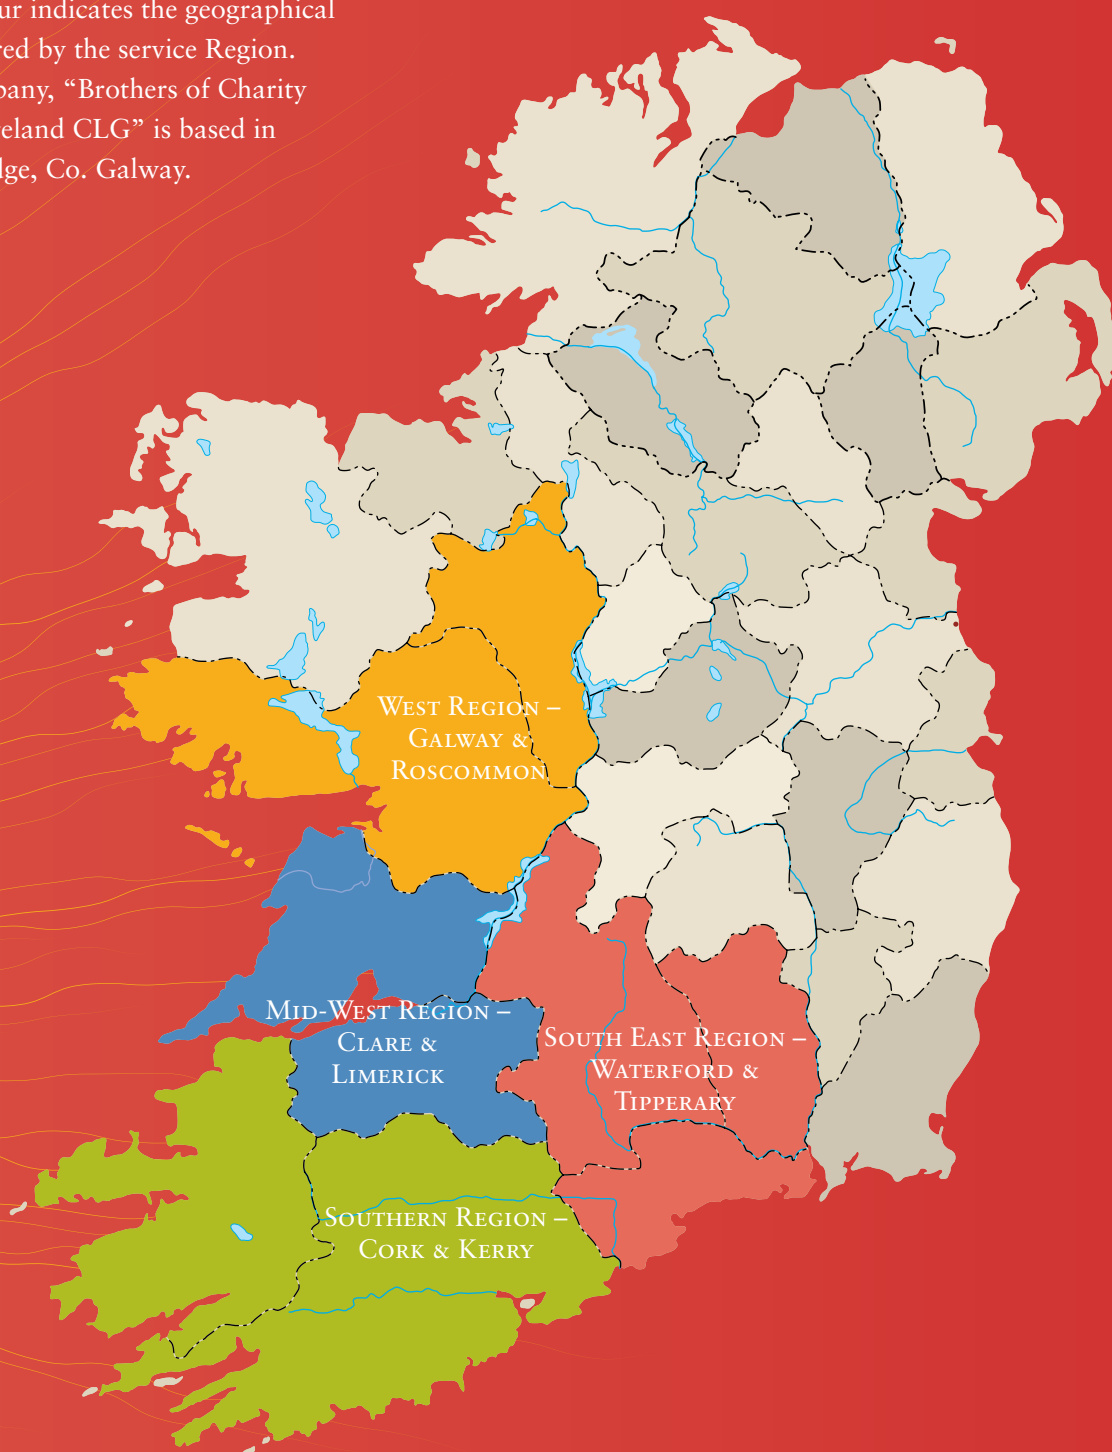 ur indicates the geographical
red by the service Region.
pany, “Brothers of Charity
reland CLG” is based in
dge, Co. Galway.
West Region –
Galway &
Roscommon
Mid-West Region –
Clare &
Limerick
South East Region –
Waterford &
Tipperary
Southern Region –
Cork & Kerry